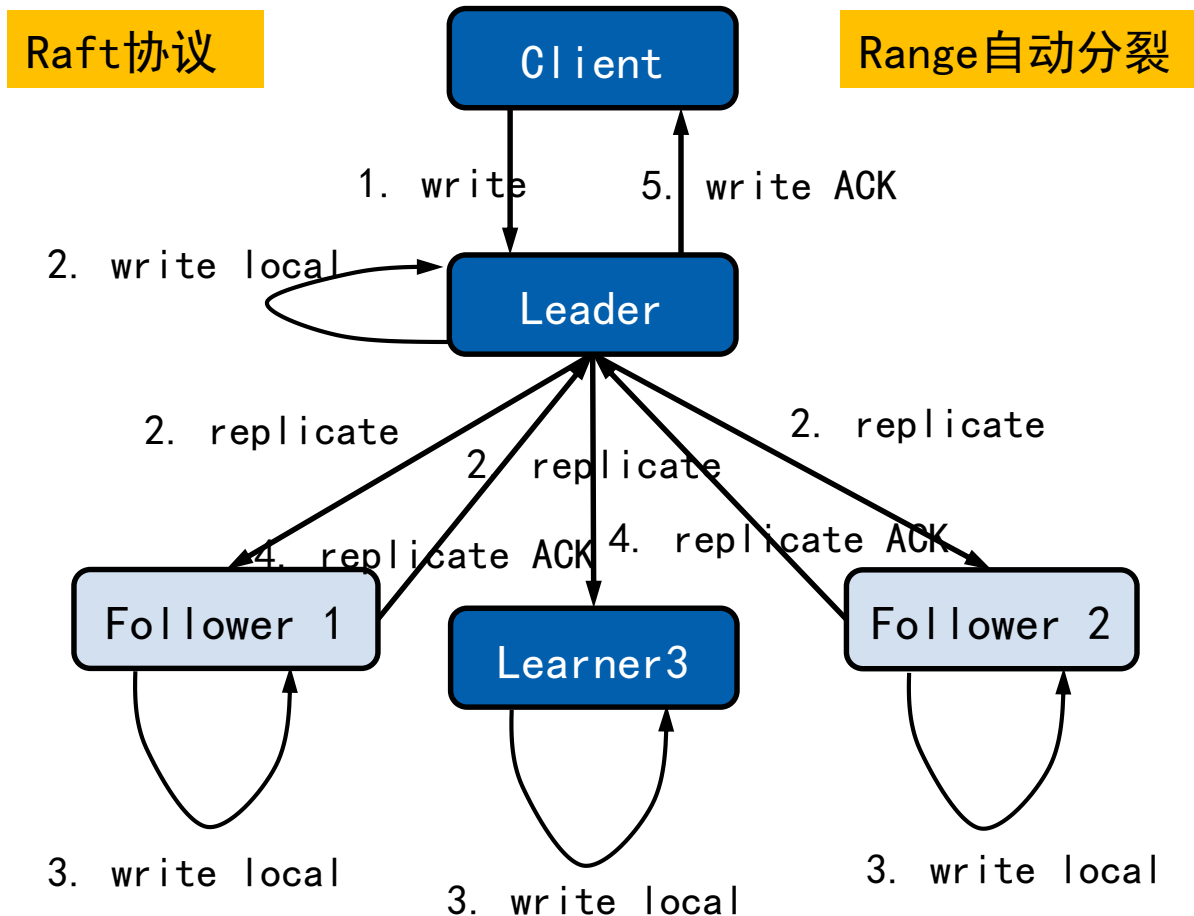 Raft协议
Client
Range自动分裂
1. write
5. write ACK
2. write local
Leader
2. replicate
2. replicate
2. replicate
4. replicate ACK
4. replicate ACK
Follower 1
Learner3
Follower 2
3. write local
3. write local
3. write local